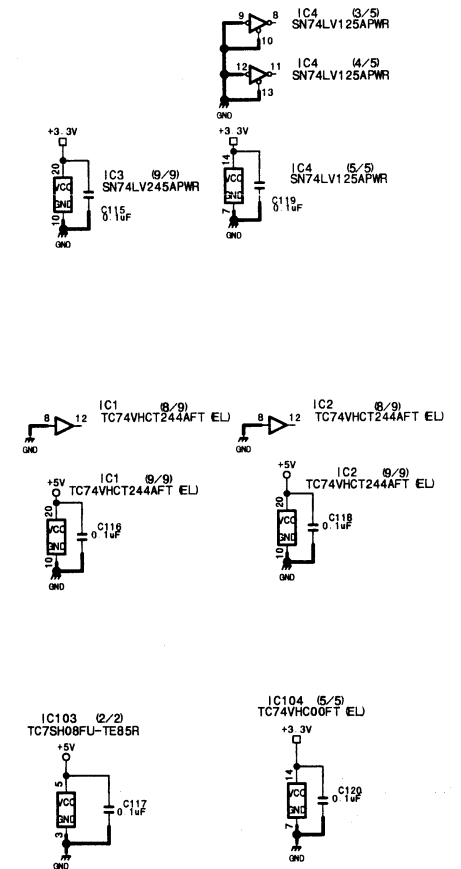 9 8 IC4 (3/5)
SN74LV125APWR
10
12 11 IC4 (4/5)
SN74LV125APWR
13
GND
+3.3V
20
VCC
GND
10
GND
IC3 (9/9)
SN74LV245APWR
C115
0.1uF
+3.3V
14
VCC
GND
7
GND
IC4 (5/5)
SN74LV125APWR
C119
0.1uF
IC1 (8/9)
8 12 TC74VHCT244AFT (EL)
GND
IC2 (8/9)
8 12 TC74VHCT244AFT (EL)
GND
IC1 (9/9)
TC74VHCT244AFT (EL)
+5V
20
VCC
GND
10
GND
C116
0.1uF
IC2 (9/9)
TC74VHCT244AFT (EL)
+5V
20
VCC
GND
10
GND
C118
0.1uF
IC103 (2/2)
TC7SH08FU-TE85R
+5V
5
VCC
GND
3
GND
C117
0.1uF
IC104 (5/5)
TC74VHC00FT (EL)
+3.3V
14
VCC
GND
7
GND
C120
0.1uF